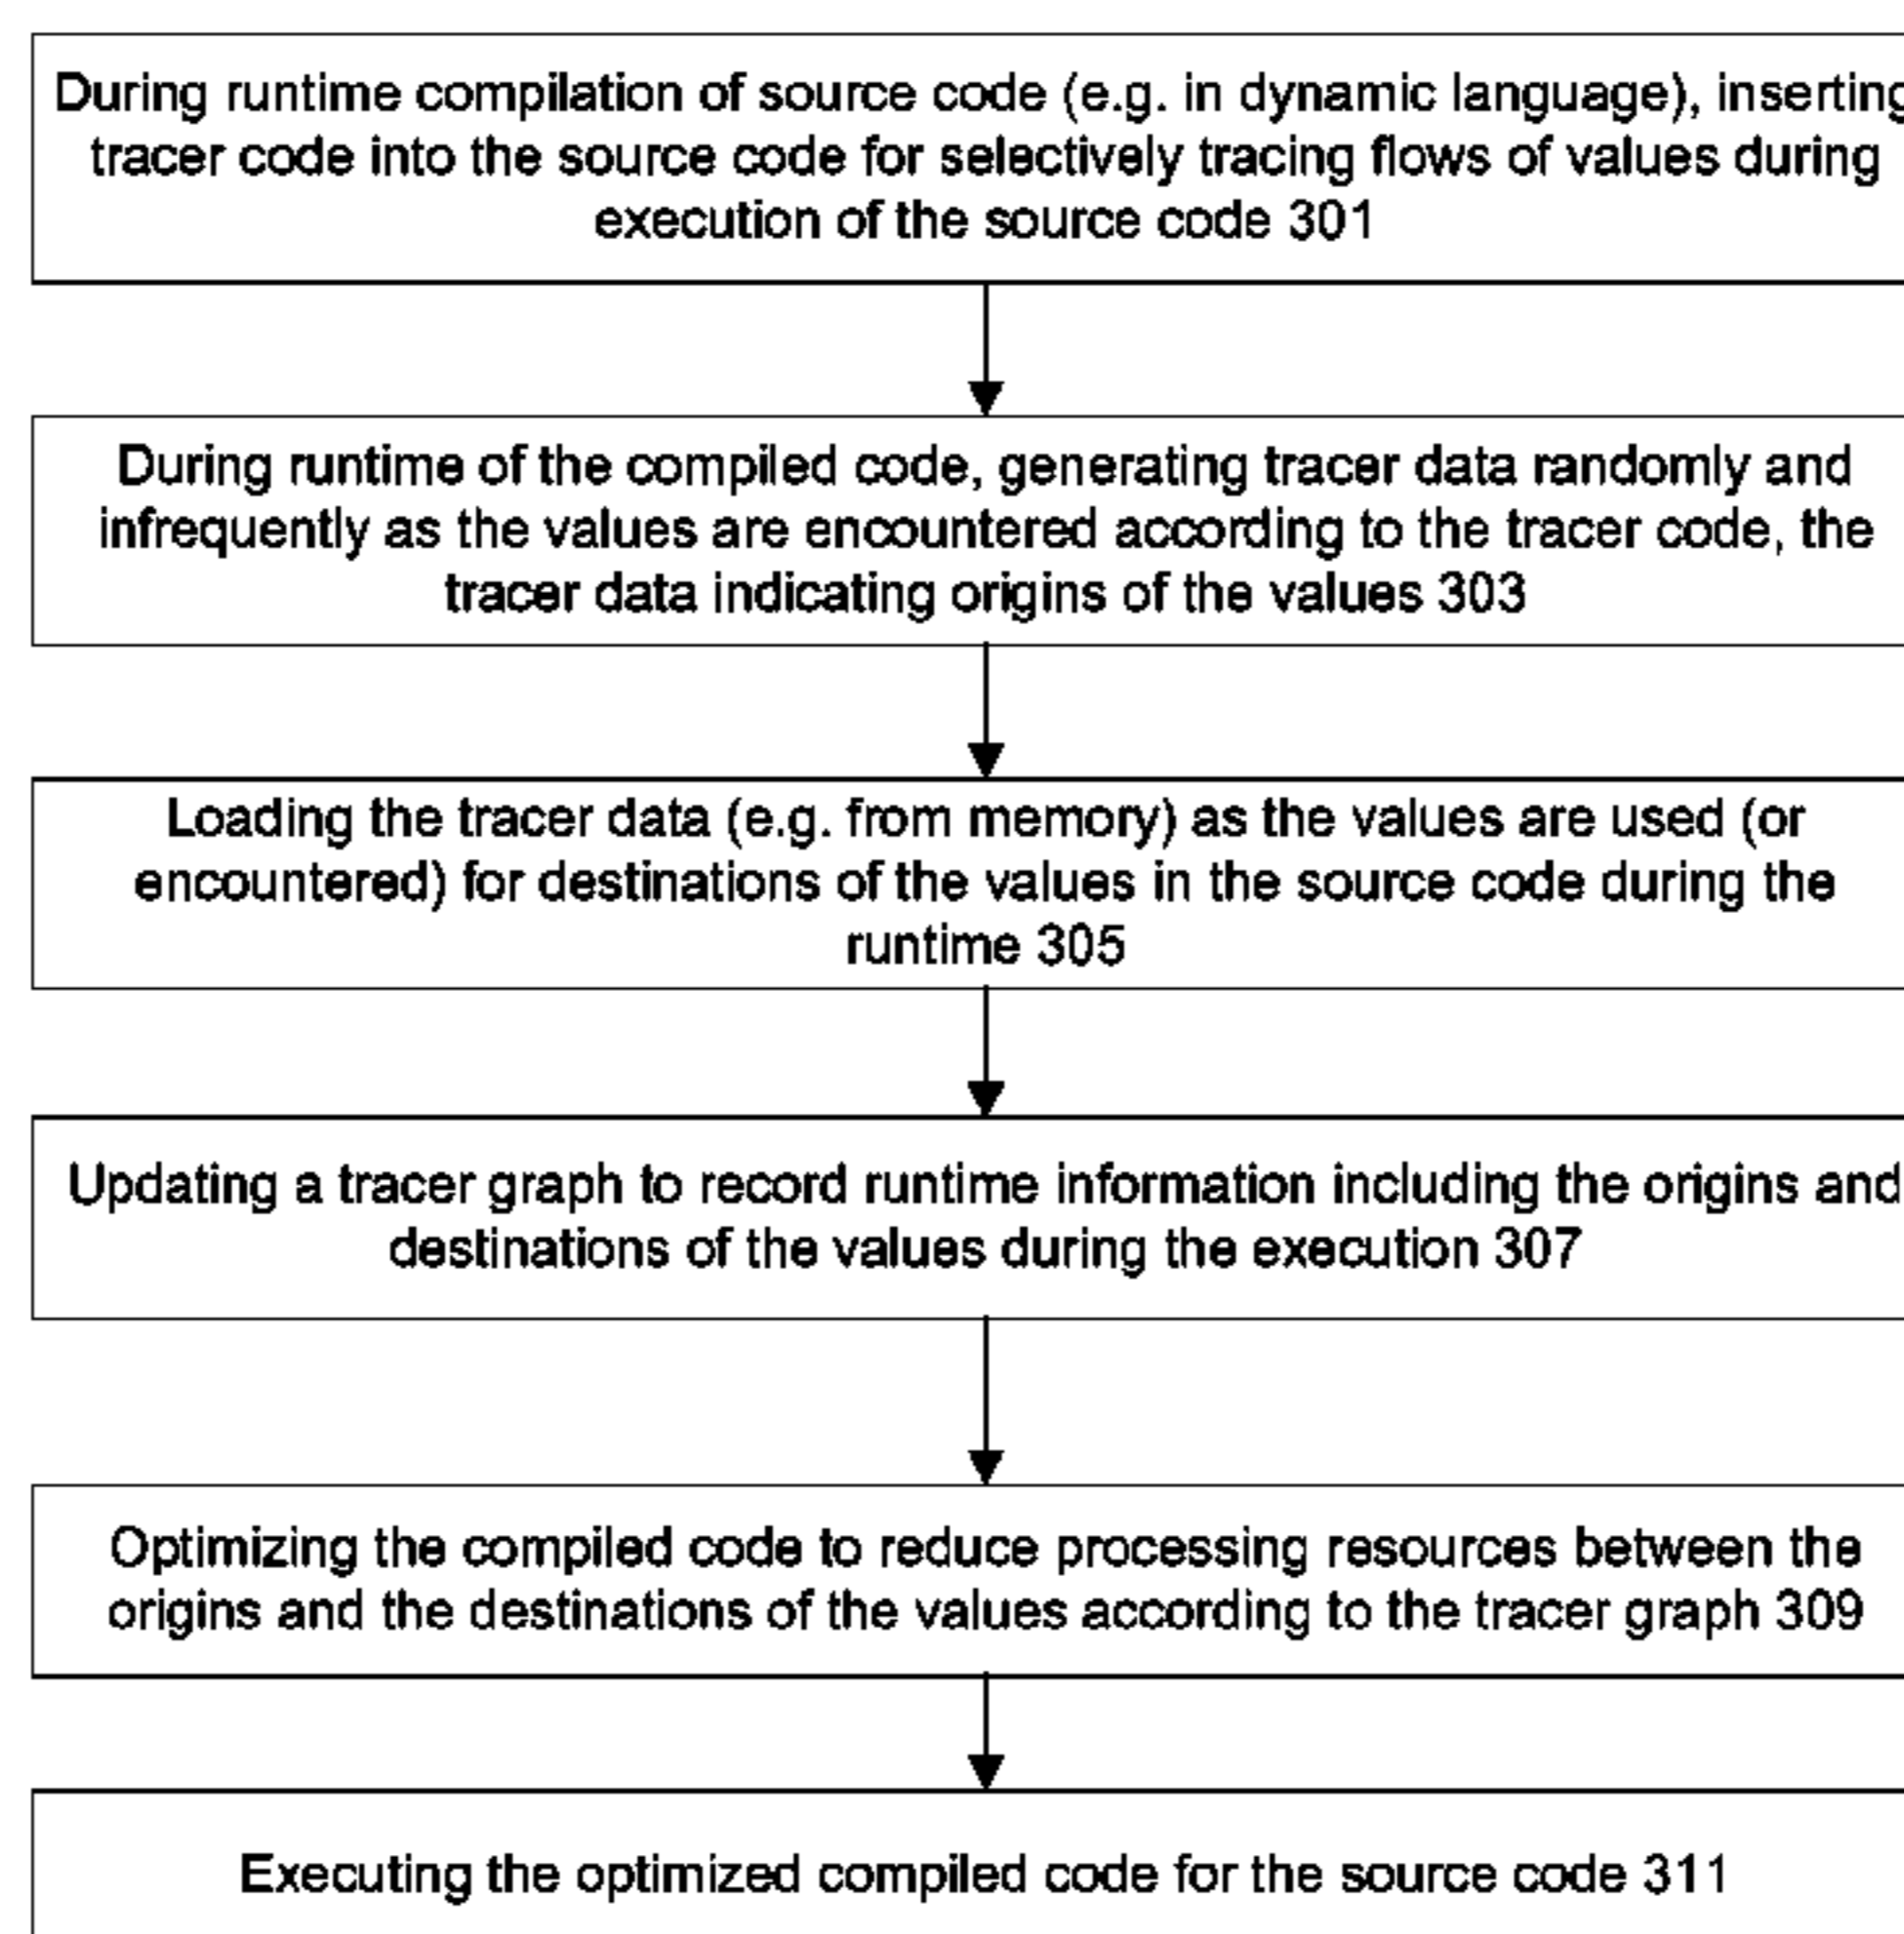 During runtime compilation of source code (e.g. in dynamic language), inserting
tracer code into the source code for selectively tracing flows of values during
execution of the source code 301
During runtime of the compiled code, generating tracer data randomly and
infrequently as the values are encountered according to the tracer code, the
tracer data indicating origins of the values 303
Loading the tracer data (e.g. from memory) as the values are used (or
encountered) for destinations of the values in the source code during the
runtime 305
Updating a tracer graph to record runtime information including the origins and
destinations of the values during the execution 307
Optimizing the compiled code to reduce processing resources between the
origins and the destinations of the values according to the tracer graph 309
Executing the optimized compiled code for the source code 311